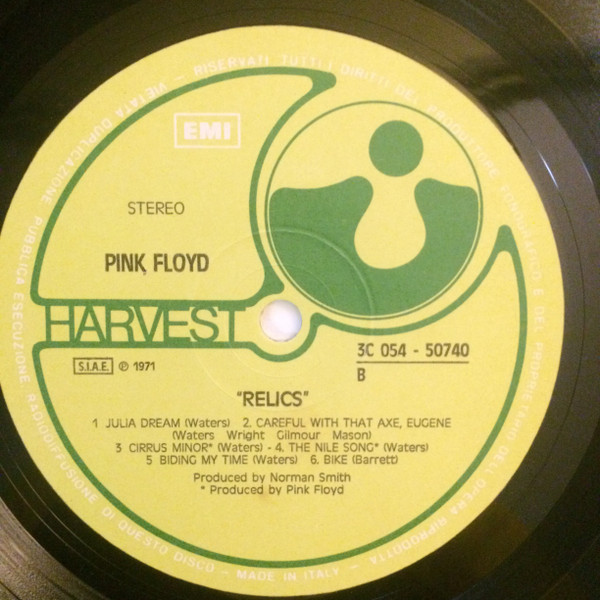 VIETATA DUPLICAZIONE PUBBLICA ESECUZIONE RADIODIFFUSIONE DI QUESTO DISCO - MADE IN ITALY - RISERVATI TUTTI I DIRITTI DEL PRODUTTORE FONOGRAFICO E DEL PROPRIETARIO DELL'OPERA RIPRODOTTA
EMI
STEREO
PINK FLOYD
HARVEST
S.I.A.E. ℗ 1971
3C 054 - 50740
B
"RELICS"
1 JULIA DREAM (Waters) 2. CAREFUL WITH THAT AXE, EUGENE
(Waters Wright Gilmour Mason)
3 CIRRUS MINOR* (Waters) - 4. THE NILE SONG* (Waters)
5 BIDING MY TIME (Waters) 6. BIKE (Barrett)
Produced by Norman Smith
* Produced by Pink Floyd